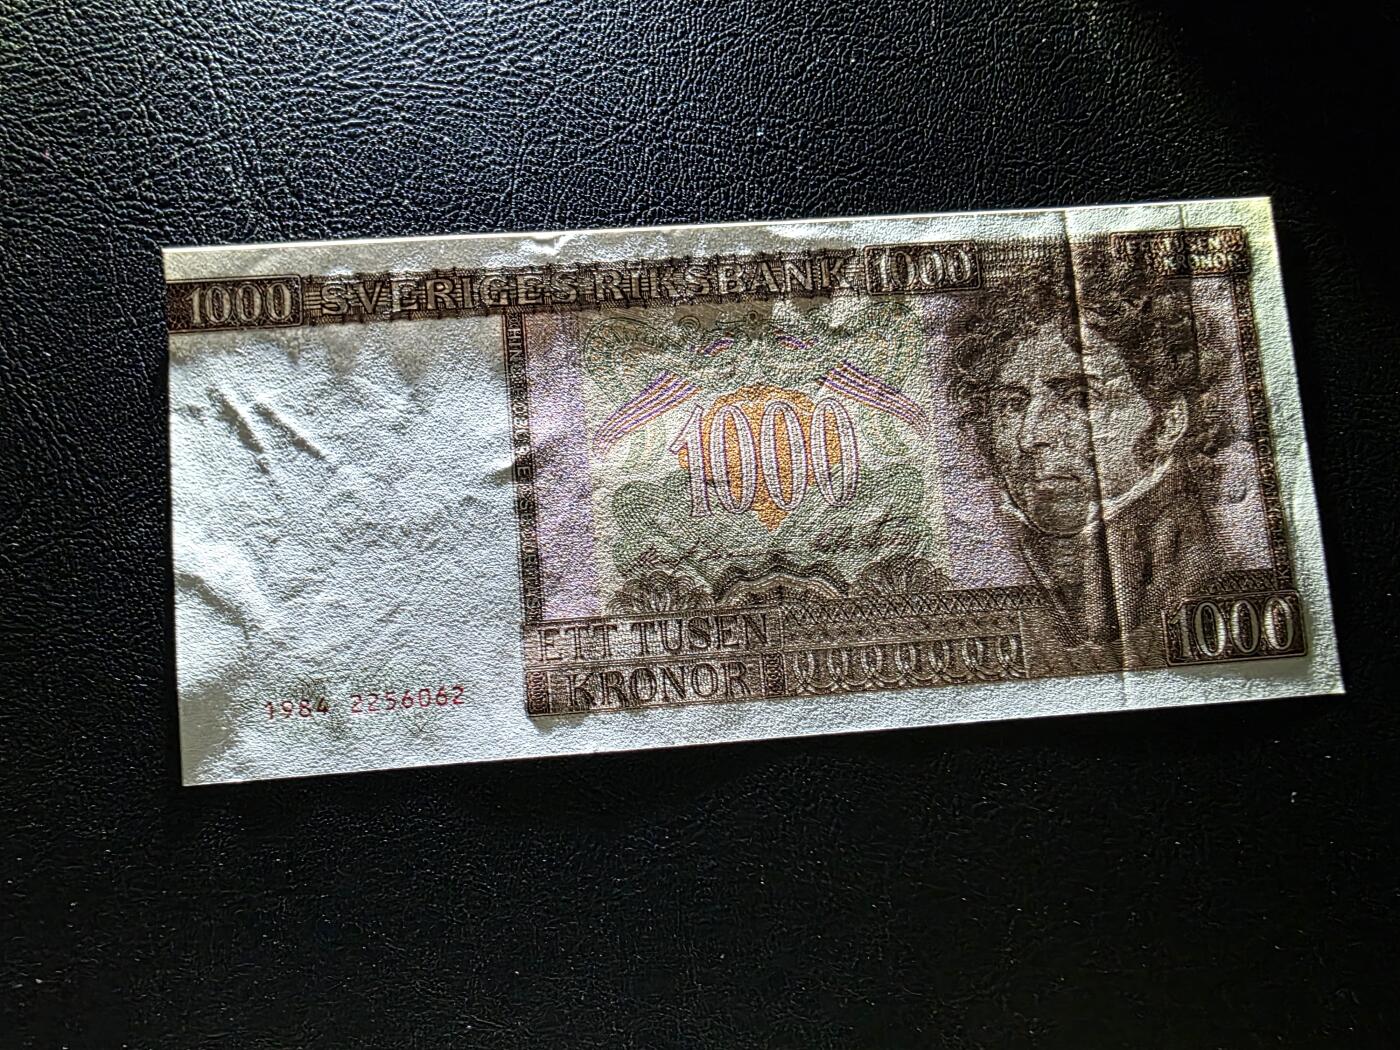 1000 SVERIGES RIKSBANK 1000
ETT TUSEN
KRONOR
1000
ETT TUSEN
KRONOR
1000
1984 2256062